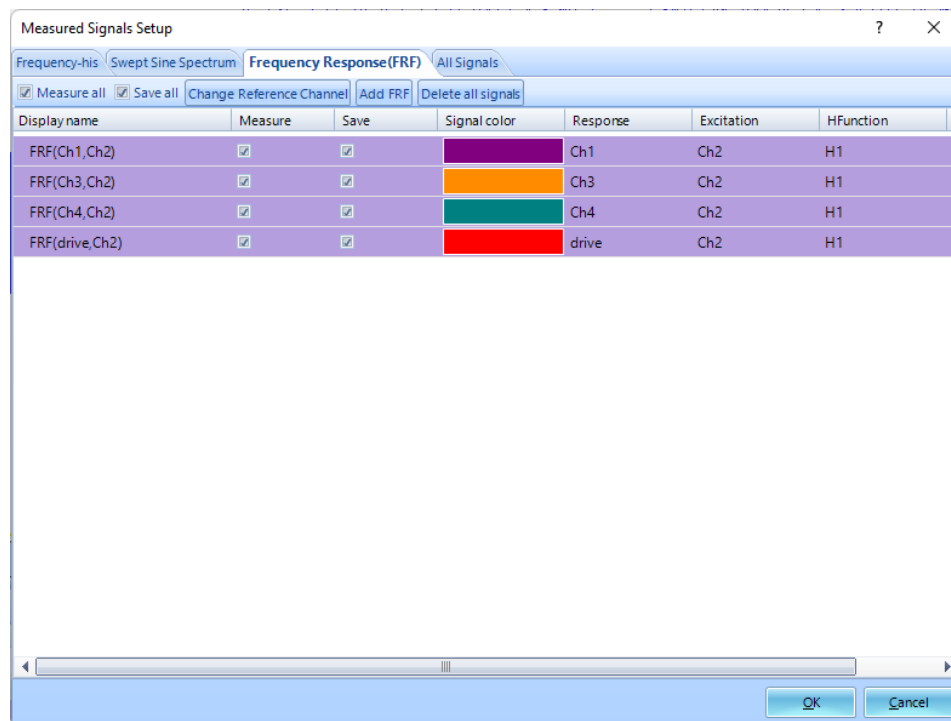 Measured Signals Setup ?
Frequency-his Swept Sine Spectrum Frequency Response(FRF) All Signals
Measure all Save all Change Reference Channel Add FRF Delete all signals
Display name Measure Save Signal color Response Excitation HFunction
FRF(Ch1,Ch2) Ch1 Ch2 H1
FRF(Ch3,Ch2) Ch3 Ch2 H1
FRF(Ch4,Ch2) Ch4 Ch2 H1
FRF(drive,Ch2) drive Ch2 H1
OK Cancel